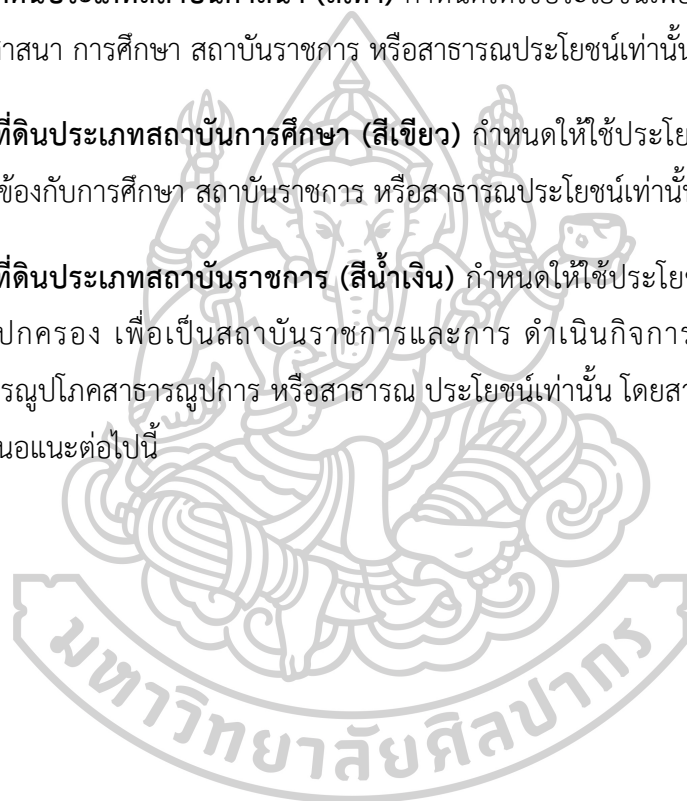 ศาสนา การศึกษา สถาบันราชการ หรือสาธารณประโยชน์เท่านั้น
ที่ดินประเภทสถาบันการศึกษา (สีเขียว) กำหนดให้ใช้ประโย
ข้องกับการศึกษา สถาบันราชการ หรือสาธารณประโยชน์เท่านั้น
ที่ดินประเภทสถาบันราชการ (สีน้ำเงิน) กำหนดให้ใช้ประโย
ปกครอง เพื่อเป็นสถาบันราชการและการ ดำเนินกิจการ
รณูปโภคสาธารณูปการ หรือสาธารณ ประโยชน์เท่านั้น โดยสา
นอแนะต่อไปนี้
มหาวิทยาลัยศิลปากร